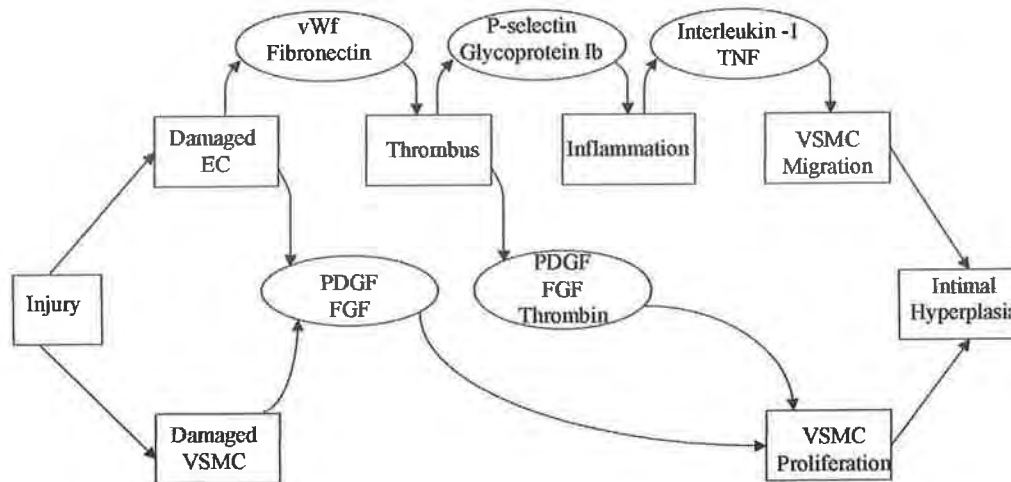 vWf
Fibronectin
P-selectin
Glycoprotein Ib
Interleukin -1
TNF
Damaged
EC
Thrombus
Inflammation
VSMC
Migration
Injury
PDGF
FGF
PDGF
FGF
Thrombin
Intimal
Hyperplasia
Damaged
VSMC
VSMC
Proliferation